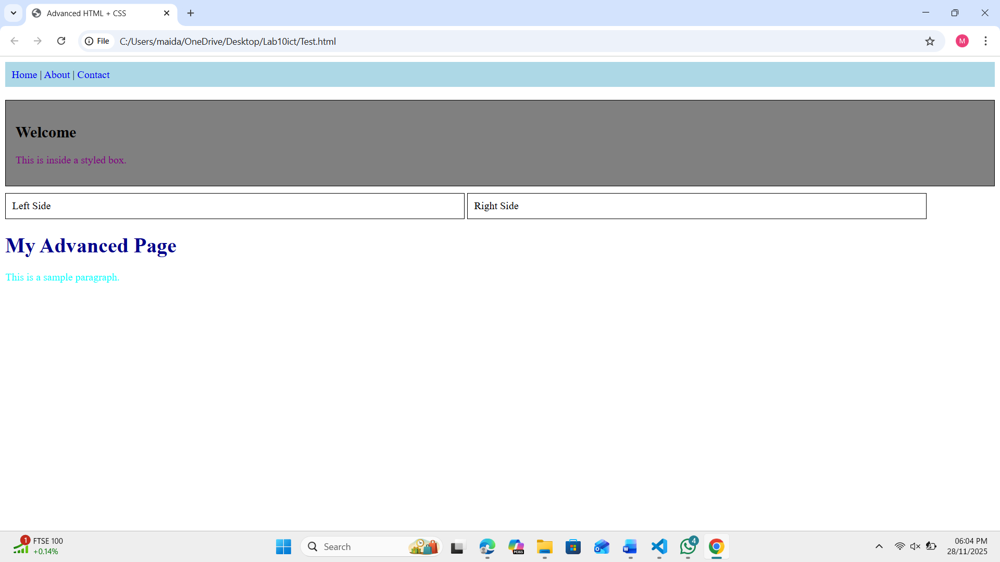 Advanced HTML + CSS
File C:/Users/maida/OneDrive/Desktop/Lab10ict/Test.html
M
Home | About | Contact
Welcome
This is inside a styled box.
Left Side
Right Side
My Advanced Page
This is a sample paragraph.
1
FTSE 100
+0.14%
Search
M365
O
W
4
06:04 PM
28/11/2025